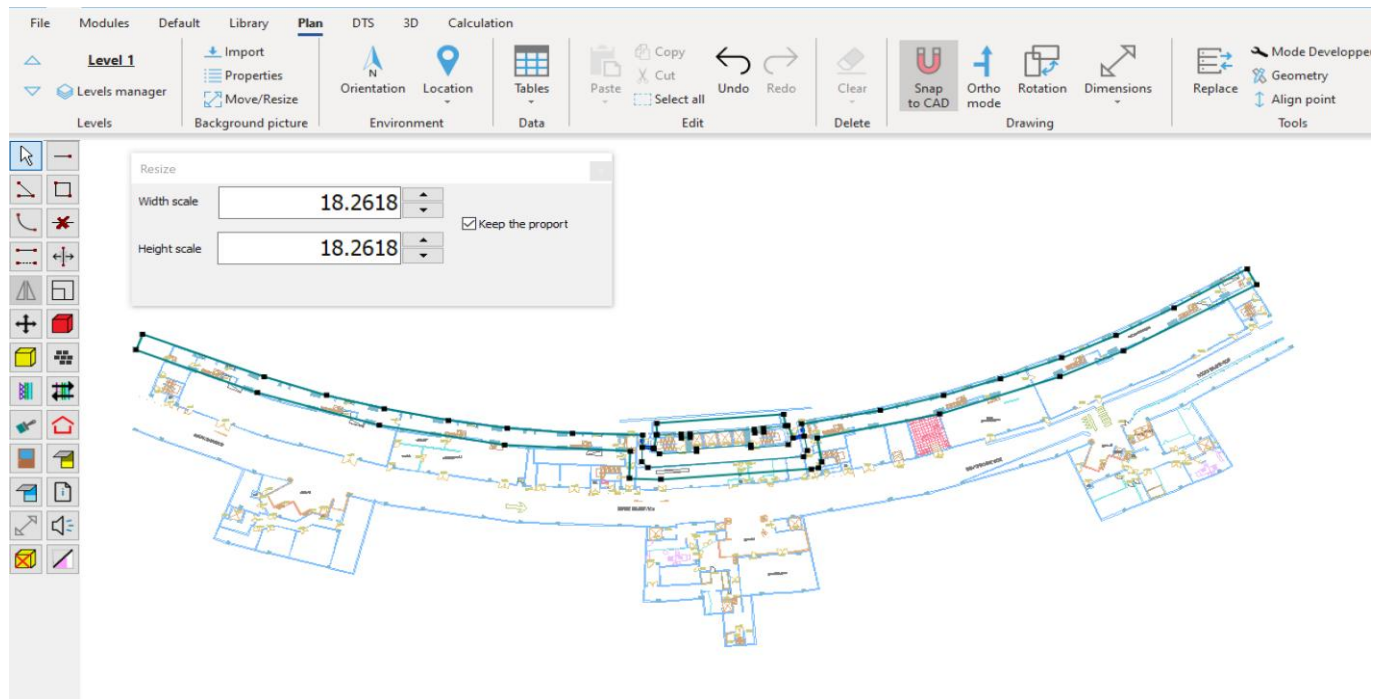 File Modules Default Library Plan DTS 3D Calculation
Level 1
Levels manager
Levels
Import
Properties
Move/Resize
Background picture
Orientation Location
Environment
Tables
Data
Paste
Copy
Cut
Select all
Undo Redo
Edit
Clear
Delete
Snap to CAD
Ortho mode
Rotation Dimensions
Drawing
Replace
Mode Developper
Geometry
Align point
Tools
Resize
Width scale 18.2618
Keep the proport
Height scale 18.2618